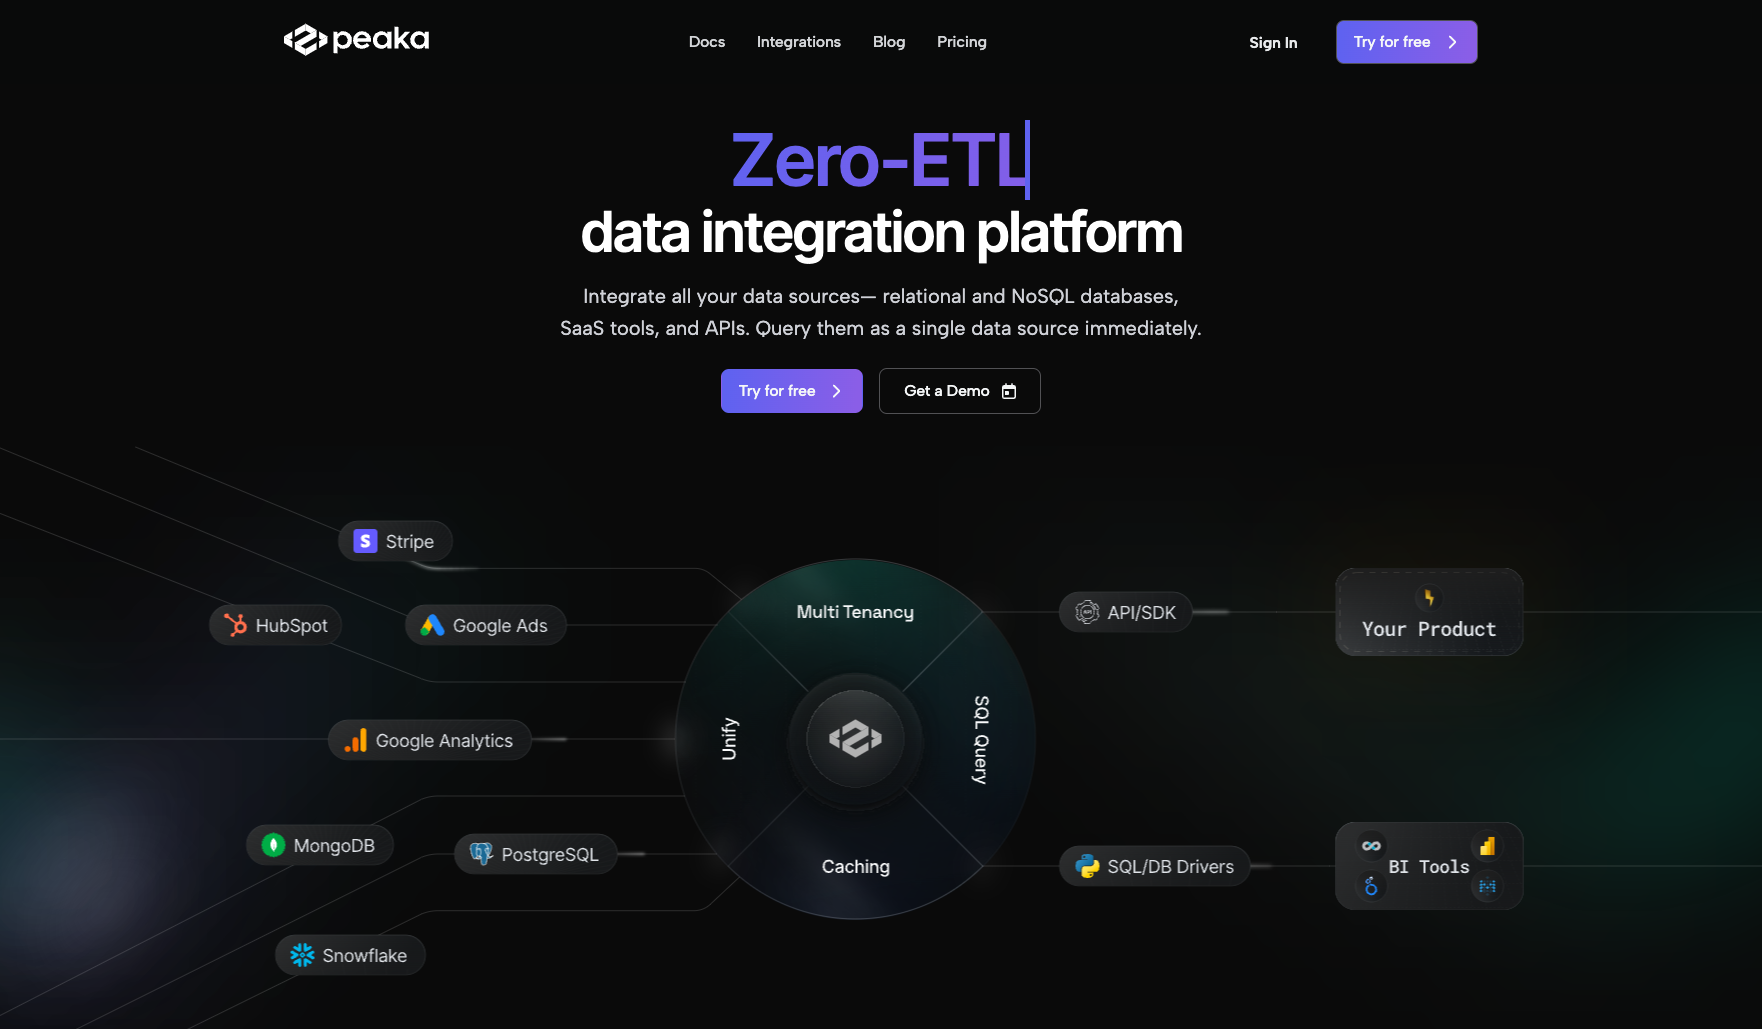 peaka
Docs
Integrations
Blog
Pricing
Sign In
Try for free
Zero-ETL
data integration platform
Integrate all your data sources— relational and NoSQL databases,
SaaS tools, and APIs. Query them as a single data source immediately.
Try for free
Get a Demo
Stripe
HubSpot
Google Ads
Google Analytics
MongoDB
PostgreSQL
Snowflake
Multi Tenancy
Unify
SQL Query
Caching
API/SDK
Your Product
SQL/DB Drivers
BI Tools